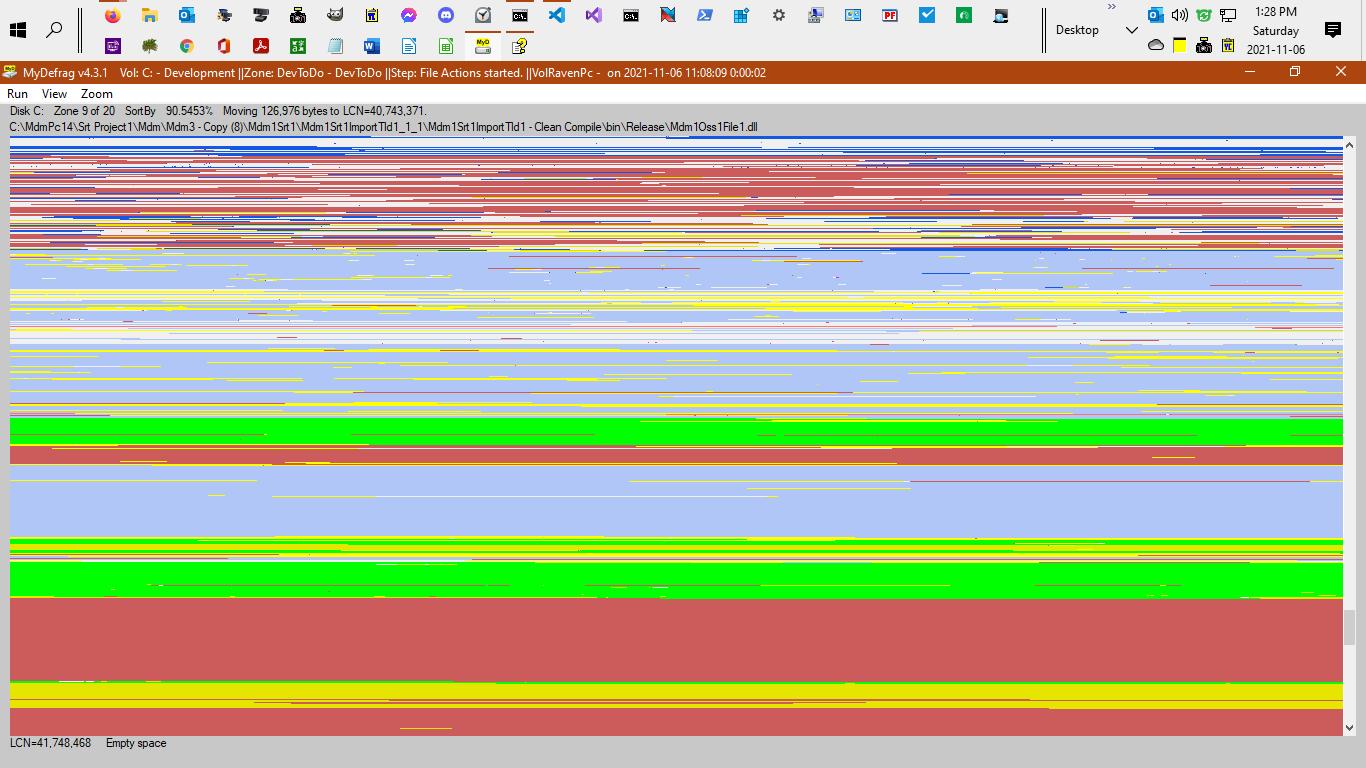 1:28 PM
Desktop
Saturday
2021-11-06
MyDefrag v4.3.1 Vol: C: - Development ||Zone: DevToDo - DevToDo ||Step: File Actions started. ||VolRavenPc - on 2021-11-06 11:08:09 0:00:02
Run View Zoom
Disk C: Zone 9 of 20 SortBy 90.5453% Moving 126,976 bytes to LCN=40,743,371.
C:\MdmPc14\Srt Project1\Mdm\Mdm3 - Copy (8)\Mdm1Srt1\Mdm1Srt1ImportTld1_1_1\Mdm1Srt1ImportTld1 - Clean Compile\bin\Release\Mdm1Oss1File1.dll
LCN=41,748,468 Empty space